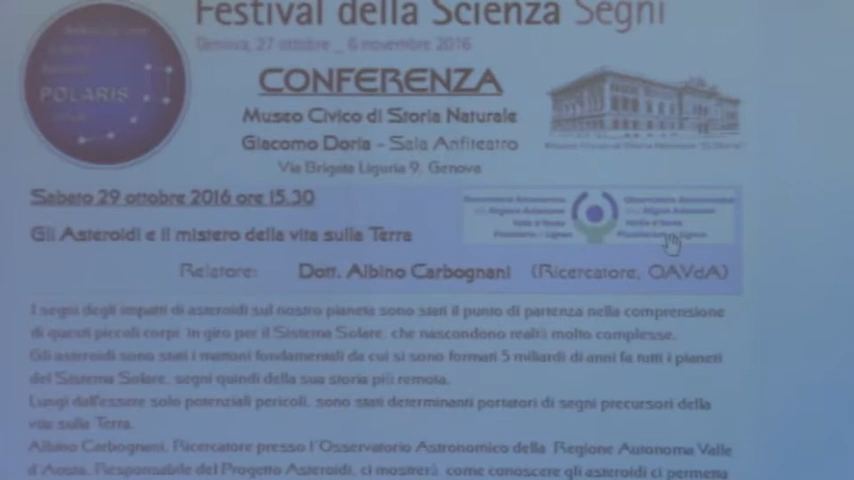 Festival della Scienza Segni
Genova, 27 ottobre _ 6 novembre 2016
CONFERENZA
POLARIS
Museo Civico di Storia Naturale
Giacomo Doria - Sala Anfiteatro
Via Brigata Liguria 9, Genova
Sabato 29 ottobre 2016 ore 15.30
Gli Asteroidi e il mistero della vita sulla Terra
Relatore: Dott. Albino Carbognani (Ricercatore, OAVdA)
I segni degli impatti di asteroidi sul nostro pianeta sono stati il punto di partenza nella comprensione
di questi piccoli corpi in giro per il Sistema Solare, che nascondono realtà molto complesse.
Gli asteroidi sono stati i mattoni fondamentali da cui si sono formati 5 miliardi di anni fa tutti i pianeti
del Sistema Solare, segni quindi della sua storia più remota.
Lungi dall'essere solo potenziali pericoli, sono stati determinanti portatori di segni precursori della
vita sulla Terra.
Albino Carbognani, Ricercatore presso l'Osservatorio Astronomico della Regione Autonoma Valle
d'Aosta, Responsabile del Progetto Asteroidi, ci mostrerà, come conoscere gli asteroidi ci permetta